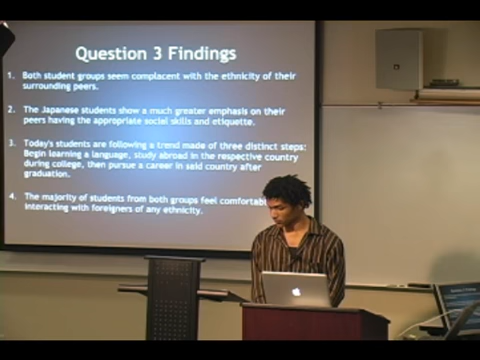 Question 3 Findings
1. Both student groups seem complacent with the ethnicity of their
surrounding peers.
2. The Japanese students show a much greater emphasis on their
peers having the appropriate social skills and etiquette.
3. Today's students are following a trend made of three distinct steps:
Begin learning a language, study abroad in the respective country
during college, then pursue a career in said country after
graduation.
4. The majority of students from both groups feel comfortab
interacting with foreigners of any ethnicity.